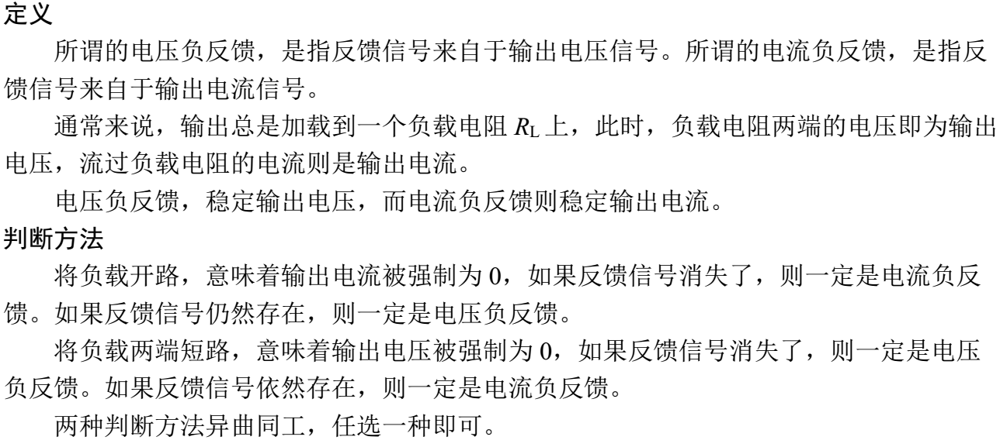 定义
所谓的电压负反馈，是指反馈信号来自于输出电压信号。所谓的电流负反馈，是指反
馈信号来自于输出电流信号。
通常来说，输出总是加载到一个负载电阻 RL 上，此时，负载电阻两端的电压即为输出
电压，流过负载电阻的电流则是输出电流。
电压负反馈，稳定输出电压，而电流负反馈则稳定输出电流。
判断方法
将负载开路，意味着输出电流被强制为 0，如果反馈信号消失了，则一定是电流负反
馈。如果反馈信号仍然存在，则一定是电压负反馈。
将负载两端短路，意味着输出电压被强制为 0，如果反馈信号消失了，则一定是电压
负反馈。如果反馈信号依然存在，则一定是电流负反馈。
两种判断方法异曲同工，任选一种即可。